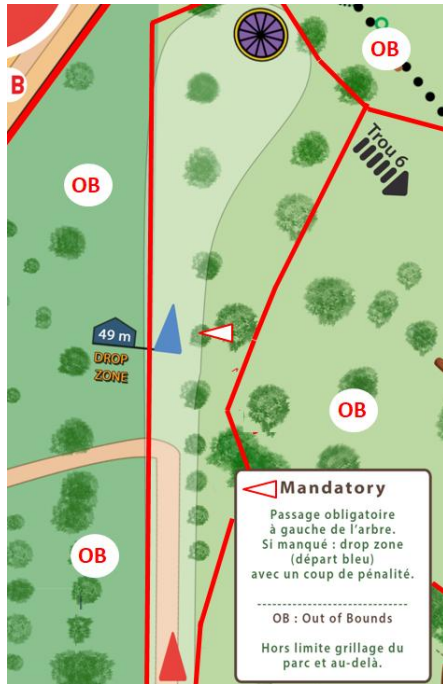 OB
B
Trou 6
OB
49 m
DROP
ZONE
OB
Mandatory
Passage obligatoire
à gauche de l'arbre.
Si manqué : drop zone
(départ bleu)
avec un coup de pénalité.
OB : Out of Bounds
Hors limite grillage du
parc et au-delà.
OB